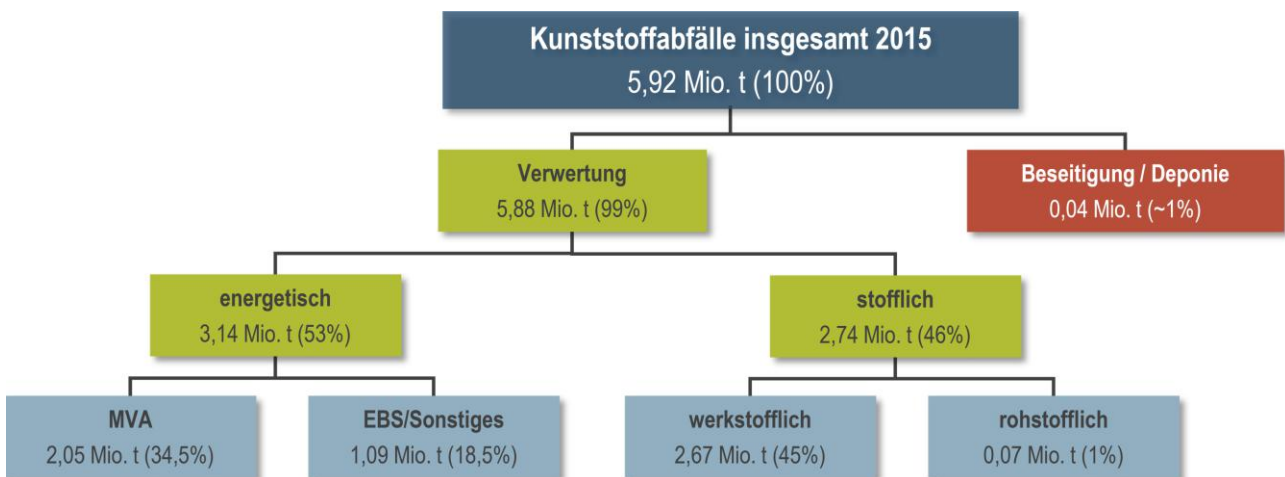 Kunststoffabfälle insgesamt 2015
5,92 Mio. t (100%)
Verwertung
5,88 Mio. t (99%)
Beseitigung / Deponie
0,04 Mio. t (~1%)
energetisch
3,14 Mio. t (53%)
stofflich
2,74 Mio. t (46%)
MVA
2,05 Mio. t (34,5%)
EBS/Sonstiges
1,09 Mio. t (18,5%)
werkstofflich
2,67 Mio. t (45%)
rohstofflich
0,07 Mio. t (1%)